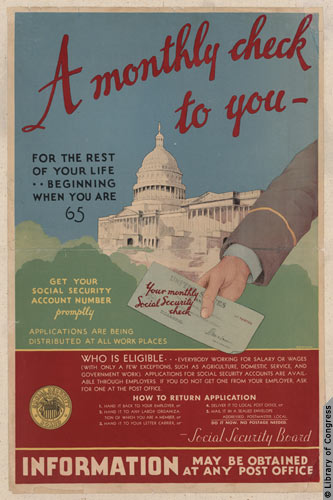 A monthly check
to you–
FOR THE REST
OF YOUR LIFE
·· BEGINNING
WHEN YOU ARE
65
Your monthly
Social Security
check
GET YOUR
SOCIAL SECURITY
ACCOUNT NUMBER
promptly
APPLICATIONS ARE BEING
DISTRIBUTED AT ALL WORK PLACES
WHO IS ELIGIBLE··· EVERYBODY WORKING FOR SALARY OR WAGES
(WITH ONLY A FEW EXCEPTIONS, SUCH AS AGRICULTURE, DOMESTIC SERVICE, AND
GOVERNMENT WORK). APPLICATIONS FOR SOCIAL SECURITY ACCOUNTS ARE AVAIL-
ABLE THROUGH EMPLOYERS. IF YOU DO NOT GET ONE FROM YOUR EMPLOYER, ASK
FOR ONE AT THE POST OFFICE.
HOW TO RETURN APPLICATION
1. HAND IT BACK TO YOUR EMPLOYER, or
2. HAND IT TO ANY LABOR ORGANIZA-
TION OF WHICH YOU ARE A MEMBER, or
3. HAND IT TO YOUR LETTER CARRIER, or
4. DELIVER IT TO LOCAL POST OFFICE, or
5. MAIL IT IN A SEALED ENVELOPE
ADDRESSED: POSTMASTER, LOCAL
DO IT NOW. NO POSTAGE NEEDED.
Social Security Board
INFORMATION MAY BE OBTAINED
AT ANY POST OFFICE
© Library of Congress